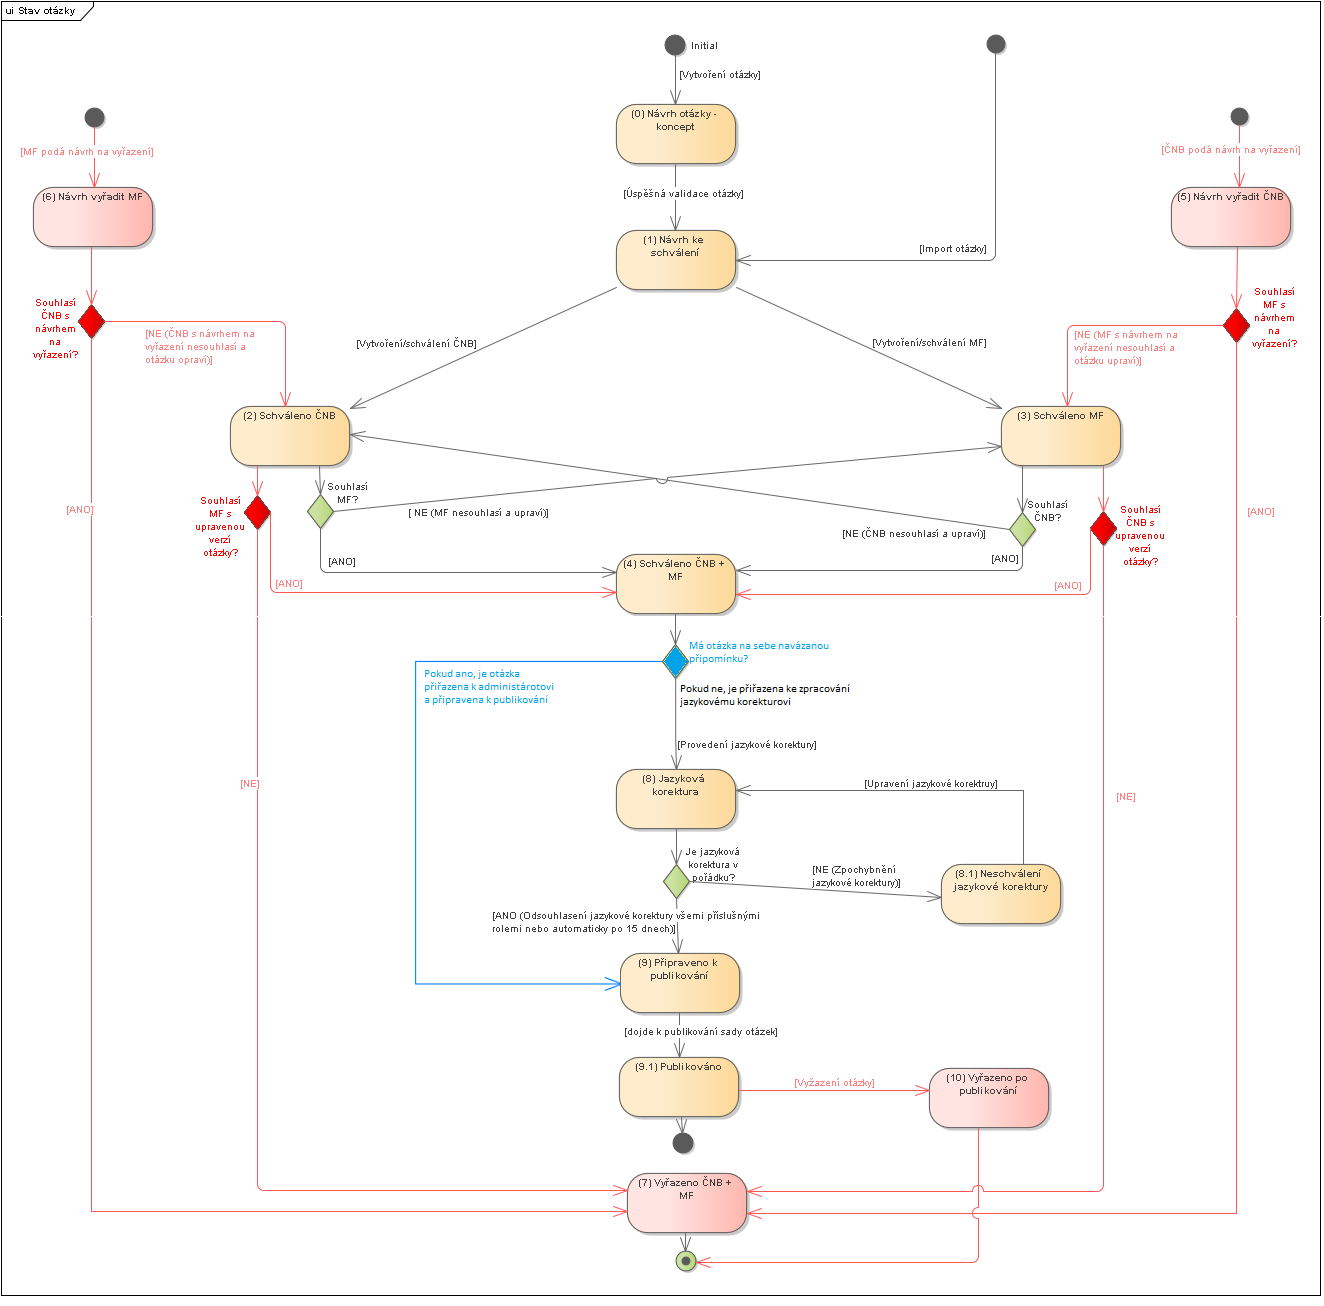 ui Stav otázky
Initial
[Vytvoření otázky]
(0) Návrh otázky -
koncept
[MF podá návrh na vyřazení]
[ČNB podá návrh na vyřazení]
(6) Návrh vyřadit MF
[Úspěšná validace otázky]
(5) Návrh vyřadit ČNB
(1) Návrh ke
schválení
[Import otázky]
Souhlasí
ČNB s
návrhem
na
vyřazení?
[NE (ČNB s návrhem na
vyřazení nesouhlasí a
otázku opraví)]
[Vytvoření/schválení ČNB]
[Vytvoření/schválení MF]
[NE (MF s návrhem na
vyřazení nesouhlasí a
otázku upraví)]
Souhlasí
MF s
návrhem
na
vyřazení?
(2) Schváleno ČNB
(3) Schváleno MF
Souhlasí
MF s
upravenou
verzí
otázky?
Souhlasí
MF?
[ NE (MF nesouhlasí a upraví)]
[NE (ČNB nesouhlasí a upraví)]
Souhlasí
ČNB?
Souhlasí
ČNB s
upravenou
verzí
otázky?
[ANO]
[ANO]
[ANO]
[ANO]
(4) Schváleno ČNB +
MF
[ANO]
[ANO]
Má otázka na sebe navázanou
připomínku?
Pokud ano, je otázka
přiřazena k administárotovi
a připravena k publikování
Pokud ne, je přiřazena ke zpracování
jazykovému korekturovi
[Provedení jazykové korektury]
[NE]
[NE]
(8) Jazyková
korektura
[Upravení jazykové korektruy]
Je jazyková
korektura v
pořádku?
[NE (Zpochybnění
jazykové korektury)]
(8.1) Neschválení
jazykové korektury
[ANO (Odsouhlasení jazykové korektury všemi příslušnými
rolemi nebo automaticky po 15 dnech)]
(9) Připraveno k
publikování
[dojde k publikování sady otázek]
(9.1) Publikováno
[Vyžazení otázky]
(10) Vyřazeno po
publikování
(7) Vyřazeno ČNB +
MF